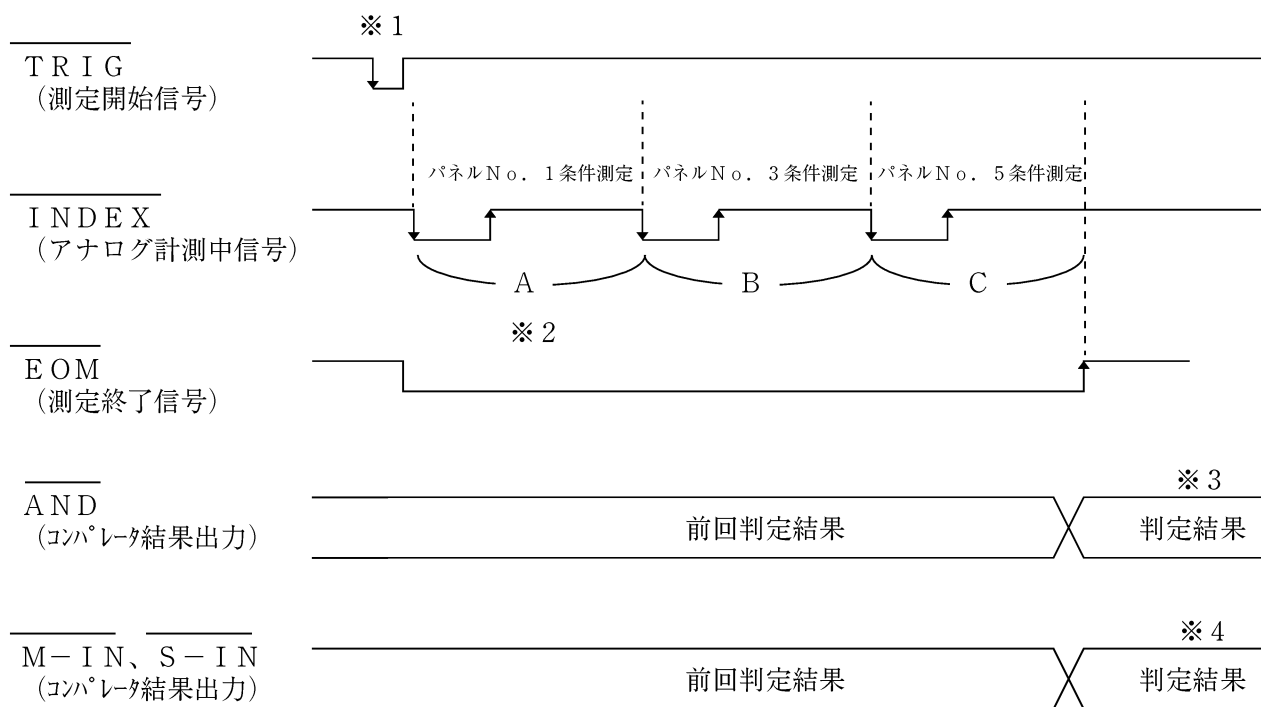 ※１
ＴＲＩＧ
（測定開始信号）
パネルＮｏ．１条件測定
パネルＮｏ．３条件測定
パネルＮｏ．５条件測定
ＩＮＤＥＸ
（アナログ計測中信号）
Ａ
Ｂ
Ｃ
※２
ＥＯＭ
（測定終了信号）
※３
ＡＮＤ
（ｺﾝﾊﾟﾚｰﾀ結果出力）
前回判定結果
判定結果
※４
Ｍ－ＩＮ、Ｓ－ＩＮ
（ｺﾝﾊﾟﾚｰﾀ結果出力）
前回判定結果
判定結果